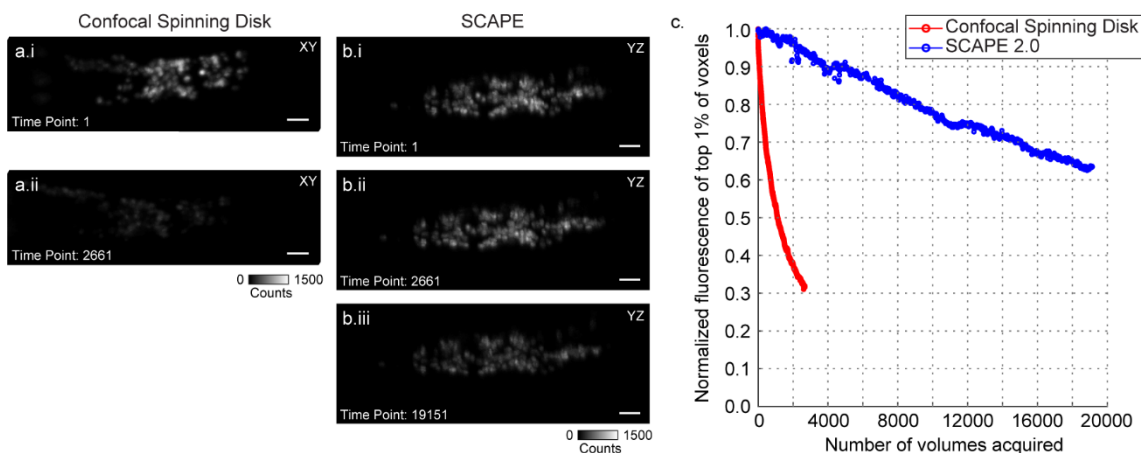 Confocal Spinning Disk
a.i
XY
Time Point: 1
a.ii
XY
Time Point: 2661
0 1500
Counts
SCAPE
b.i
YZ
Time Point: 1
b.ii
YZ
Time Point: 2661
b.iii
YZ
Time Point: 19151
0 1500
Counts
c.
Confocal Spinning Disk
SCAPE 2.0
Normalized fluorescence of top 1% of voxels
1.0
0.9
0.8
0.7
0.6
0.5
0.4
0.3
0.2
0.1
0.0
0 4000 8000 12000 16000 20000
Number of volumes acquired